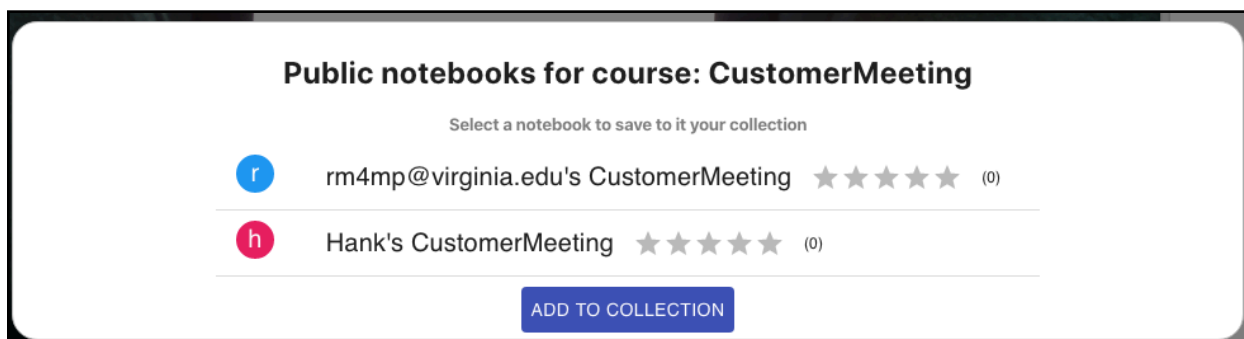 Public notebooks for course: CustomerMeeting
Select a notebook to save to it your collection
r rm4mp@virginia.edu's CustomerMeeting (0)
h Hank's CustomerMeeting (0)
ADD TO COLLECTION